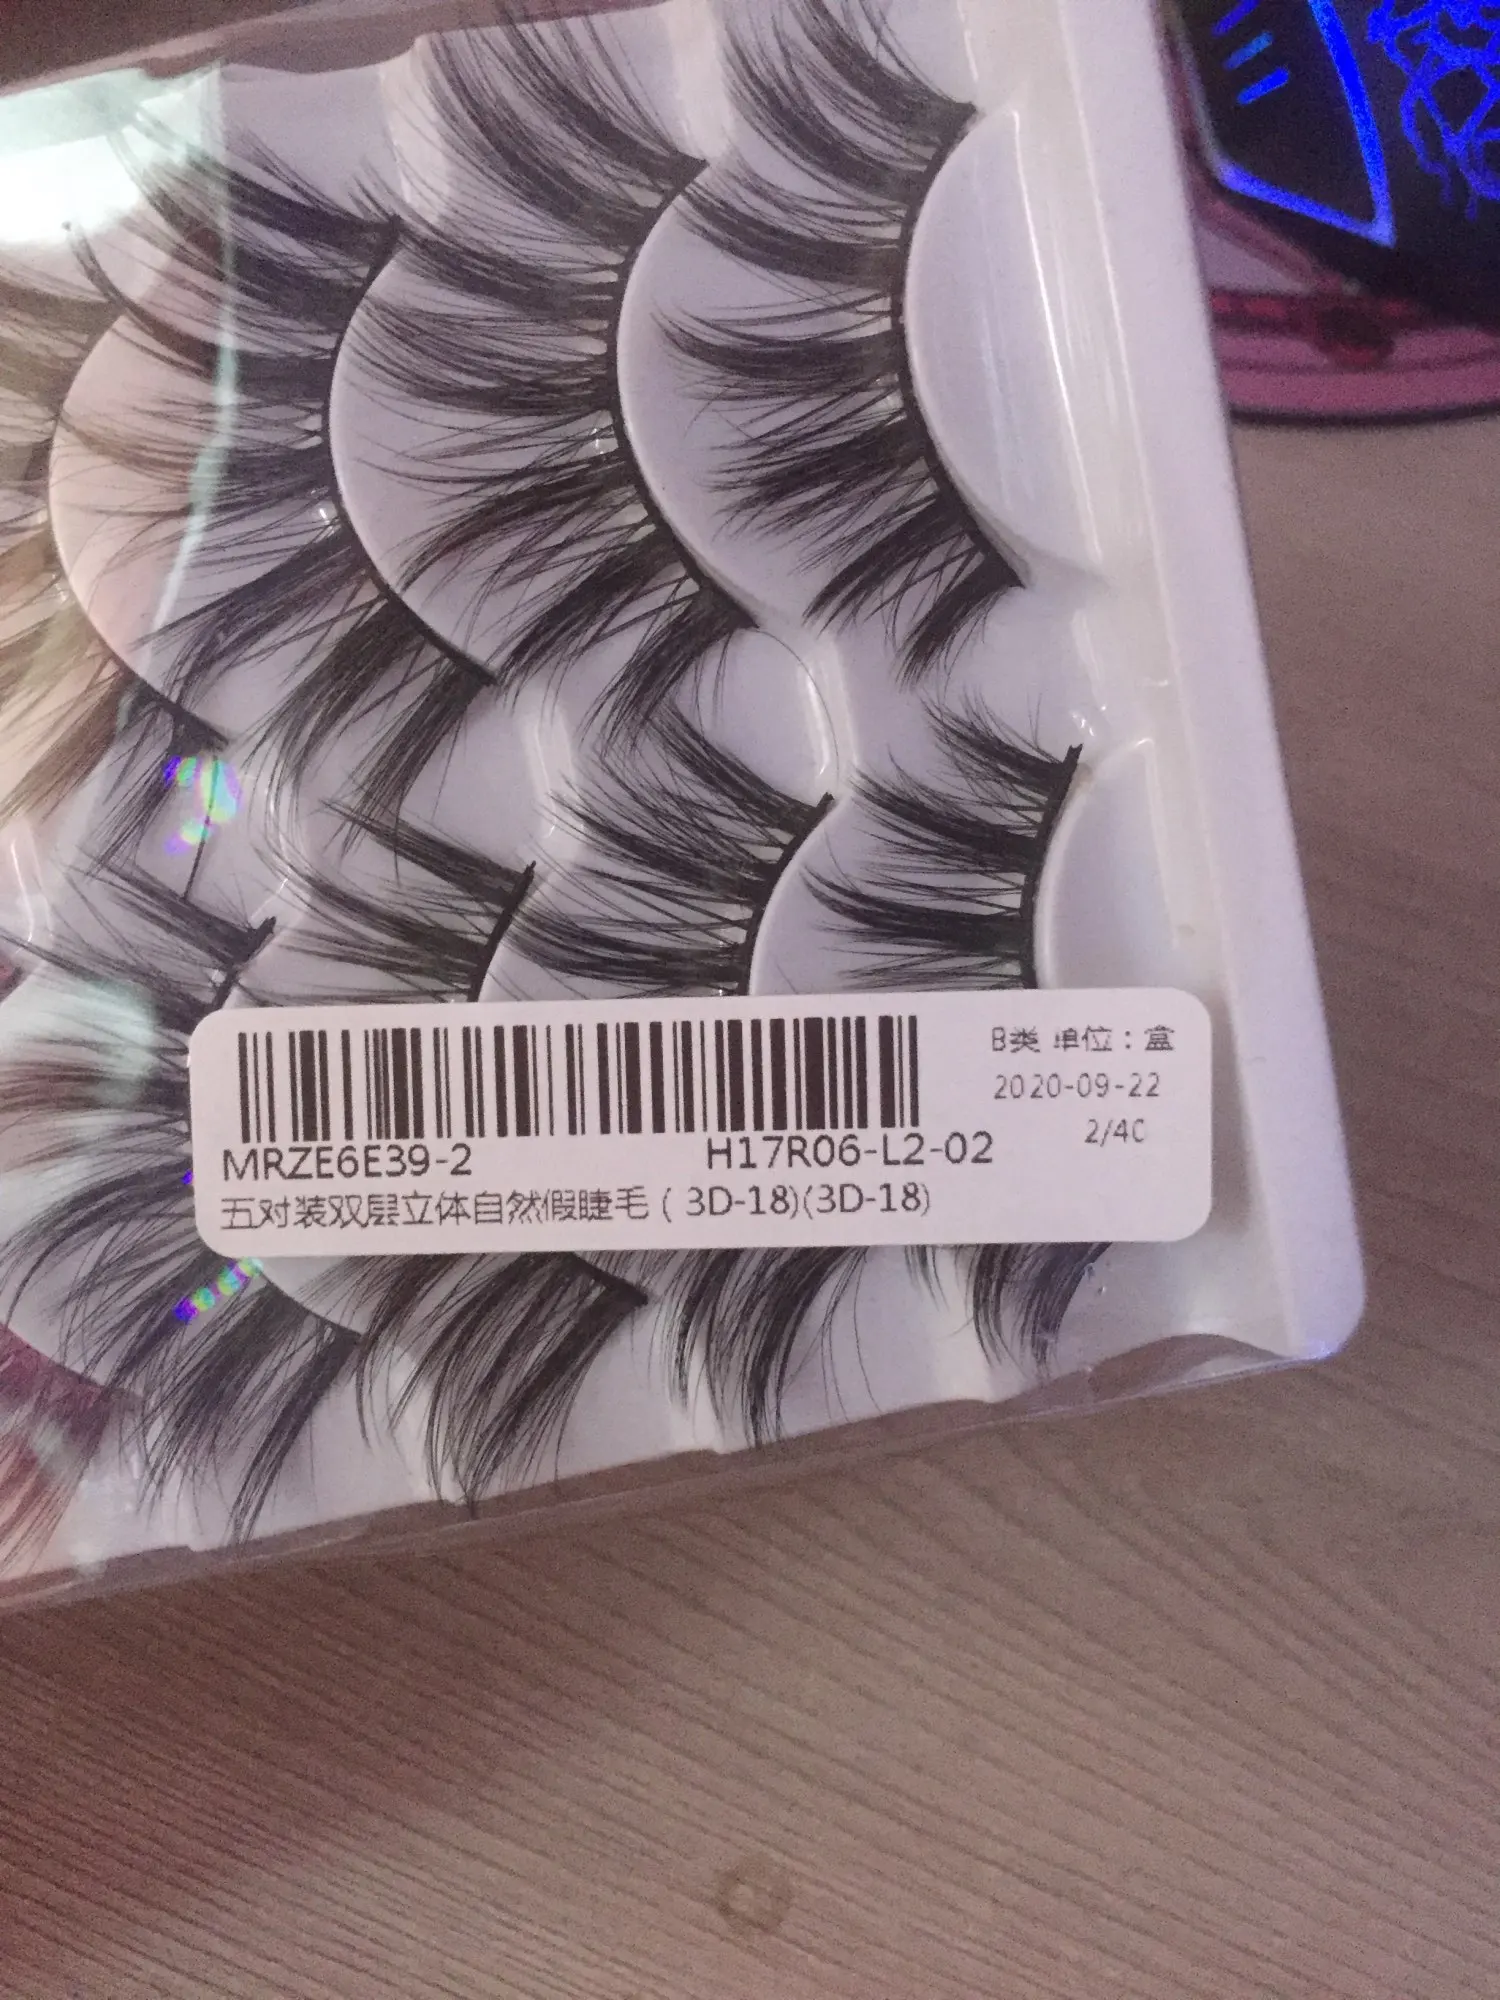 B类 单位：盒
2020-09-22
2/40
MRZE6E39-2 H17R06-L2-02
五对装双层立体自然假睫毛（3D-18)(3D-18)